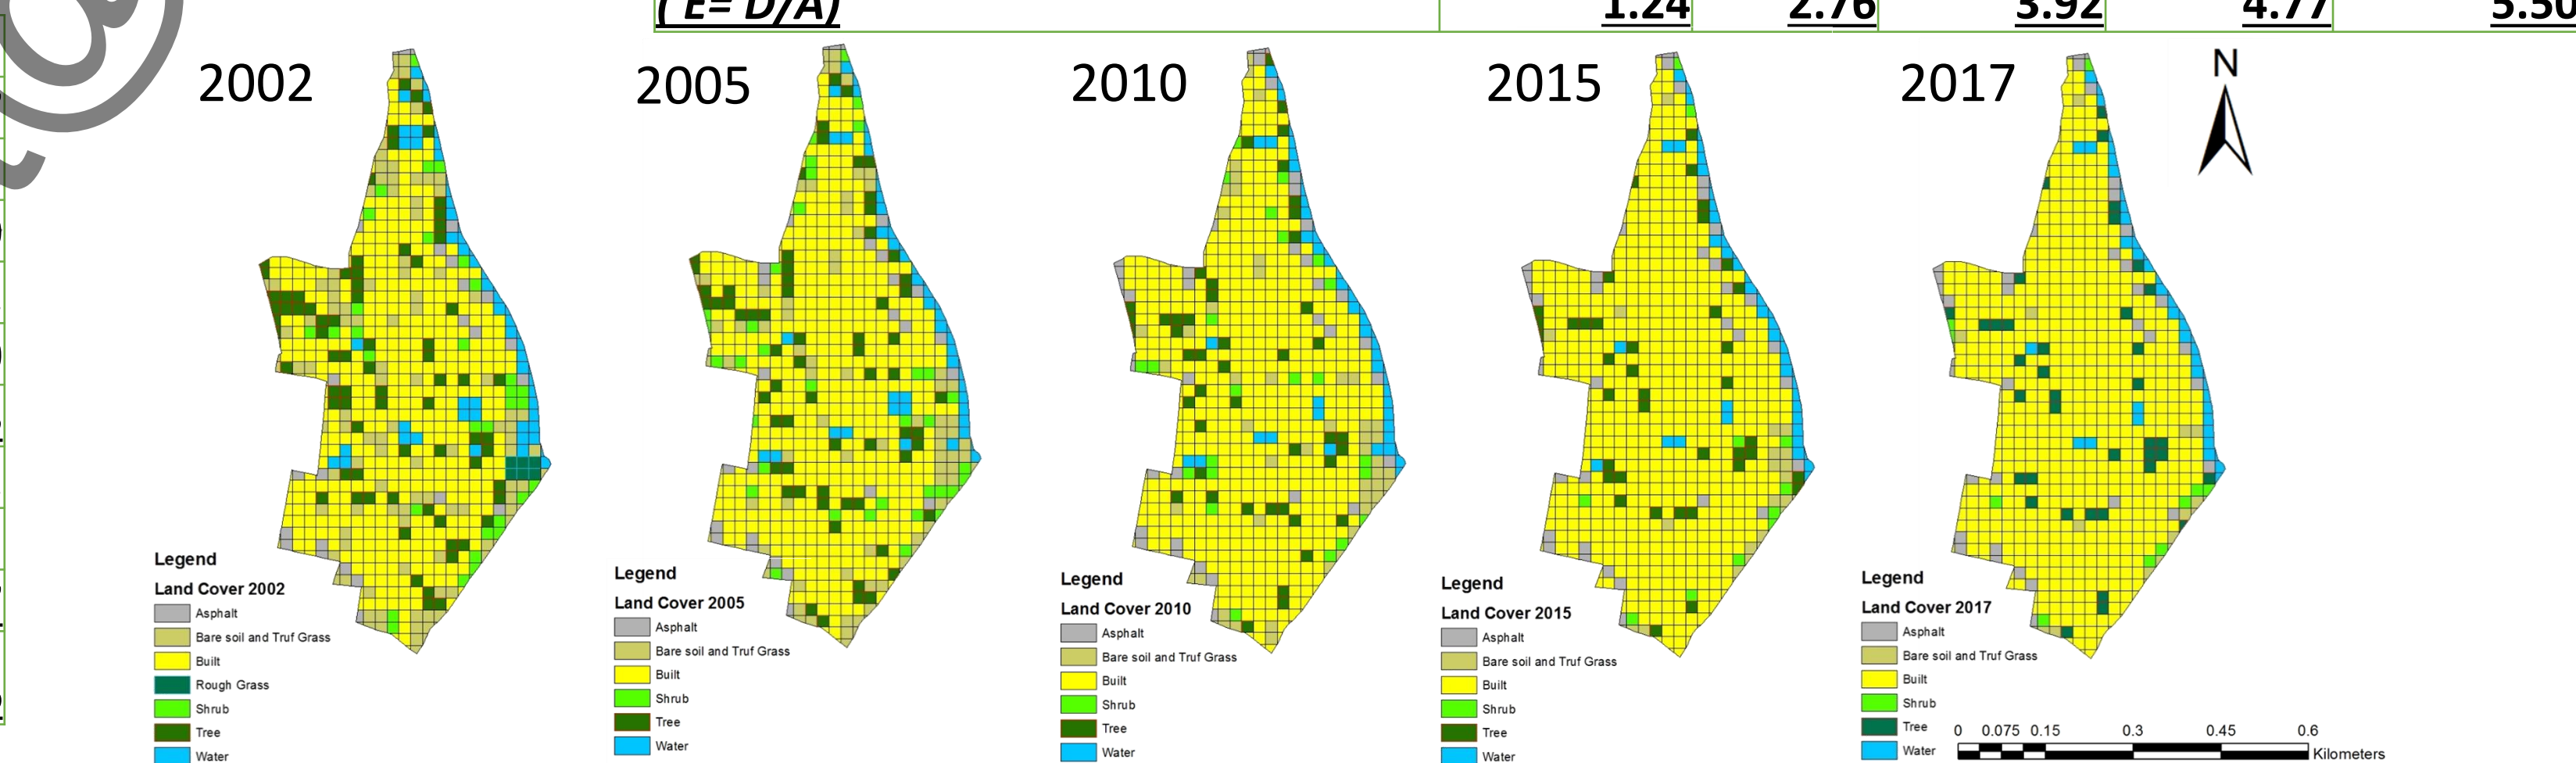 ( E= D/A) 1.24 2.76 3.92 4.77 5.50
2002 2005 2010 2015 2017 N
Legend
Land Cover 2002
Asphalt
Bare soil and Truf Grass
Built
Rough Grass
Shrub
Tree
Water
Legend
Land Cover 2005
Asphalt
Bare soil and Truf Grass
Built
Shrub
Tree
Water
Legend
Land Cover 2010
Asphalt
Bare soil and Truf Grass
Built
Shrub
Tree
Water
Legend
Land Cover 2015
Asphalt
Bare soil and Truf Grass
Built
Shrub
Tree
Water
Legend
Land Cover 2017
Asphalt
Bare soil and Truf Grass
Built
Shrub
Tree
Water
0 0.075 0.15 0.3 0.45 0.6
Kilometers